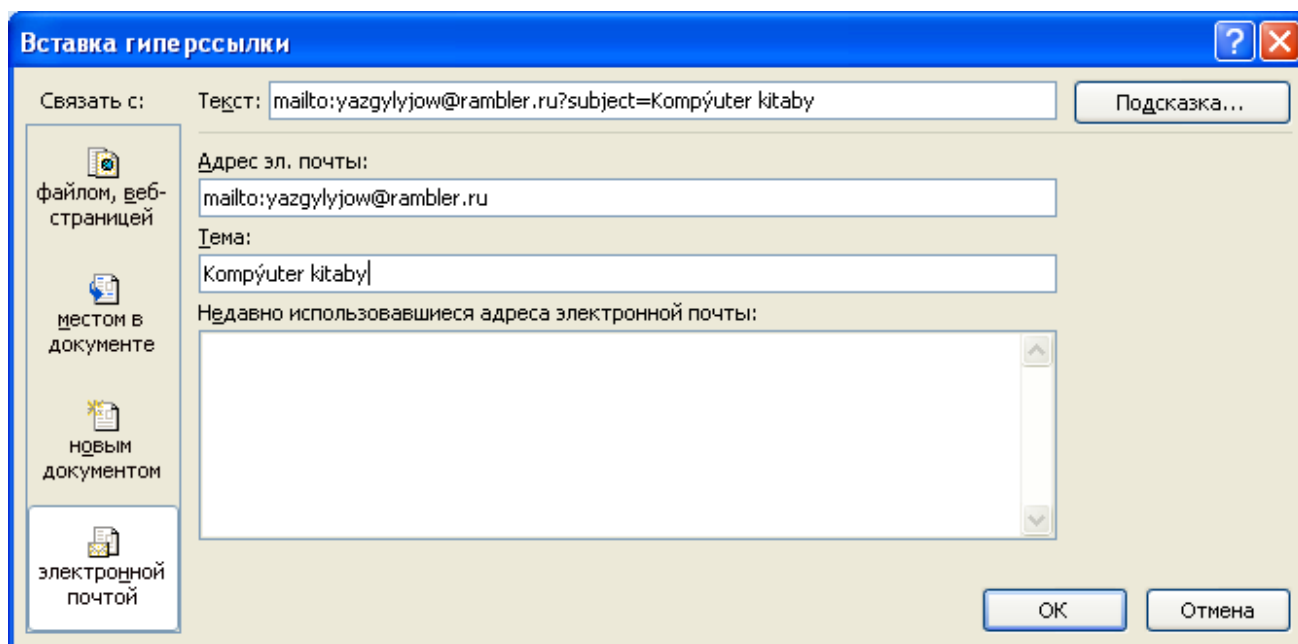 Вставка гиперссылки
Связать с:
Текст: mailto:yazgylyjow@rambler.ru?subject=Kompýuter kitaby
Подсказка...
файлом, веб-
страницей
местом в
документе
новым
документом
электронной
почтой
Адрес эл. почты:
mailto:yazgylyjow@rambler.ru
Тема:
Kompýuter kitaby
Недавно использовавшиеся адреса электронной почты:
ОК
Отмена